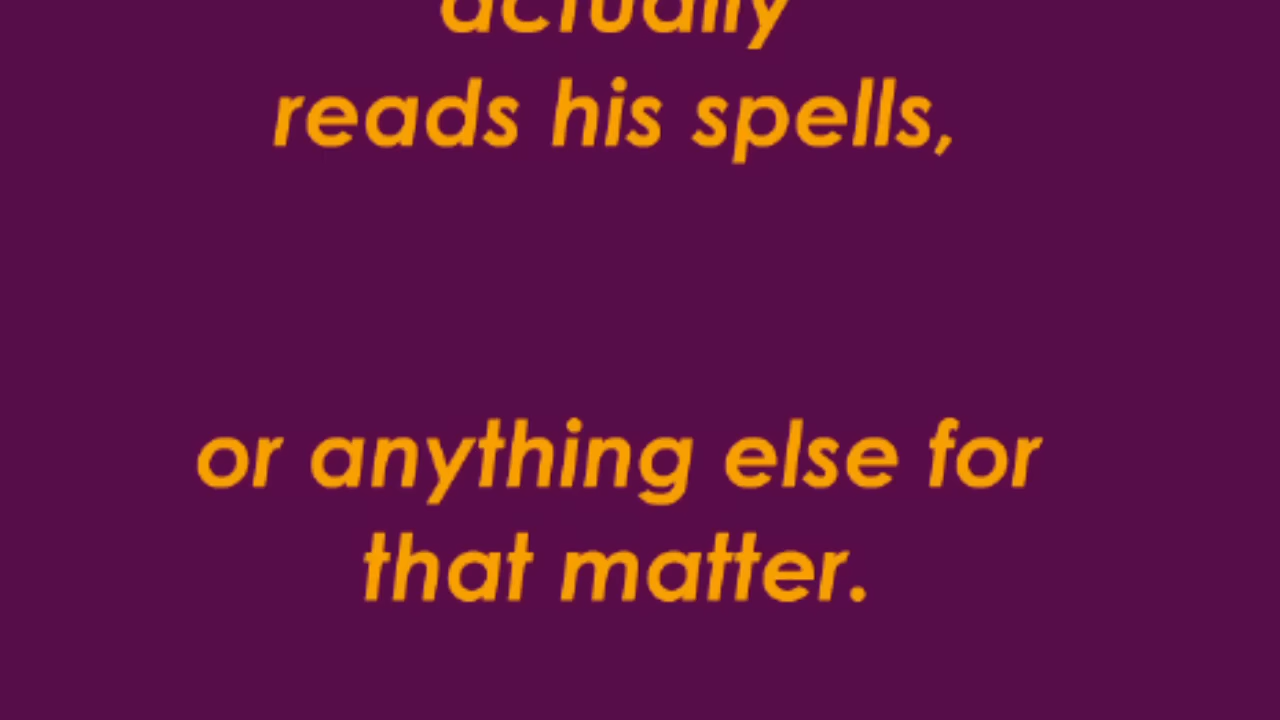 actually
reads his spells,
or anything else for
that matter.